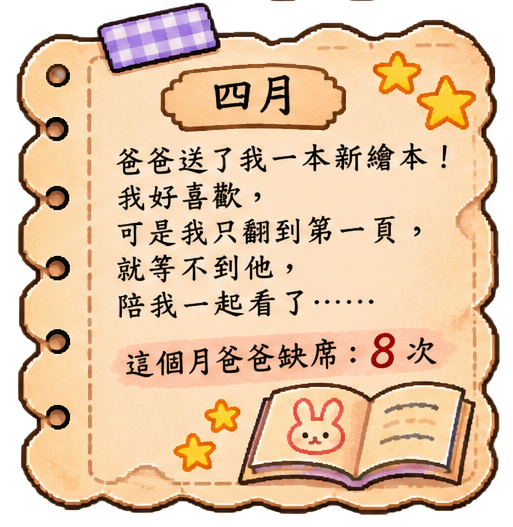 四月
爸爸送了我一本新繪本！
我好喜歡，
可是我只翻到第一頁，
就等不到他，
陪我一起看了……
這個月爸爸缺席：8次